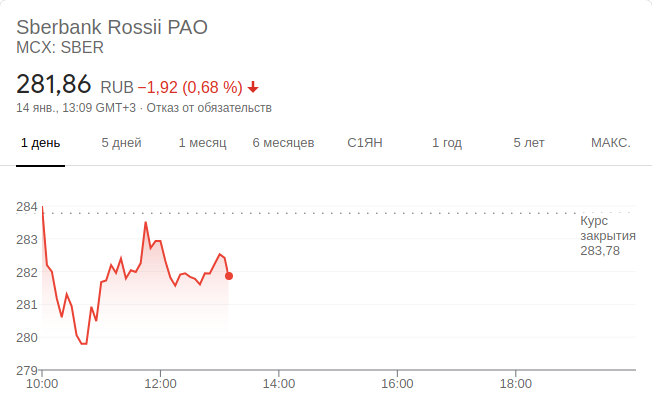 Sberbank Rossii PAO
MCX: SBER
281,86 RUB −1,92 (0,68 %)
14 янв., 13:09 GMT+3 · Отказ от обязательств
1 день 5 дней 1 месяц 6 месяцев С1ЯН 1 год 5 лет МАКС.
284
Курс
283
закрытия
283,78
282
281
280
279
10:00 12:00 14:00 16:00 18:00